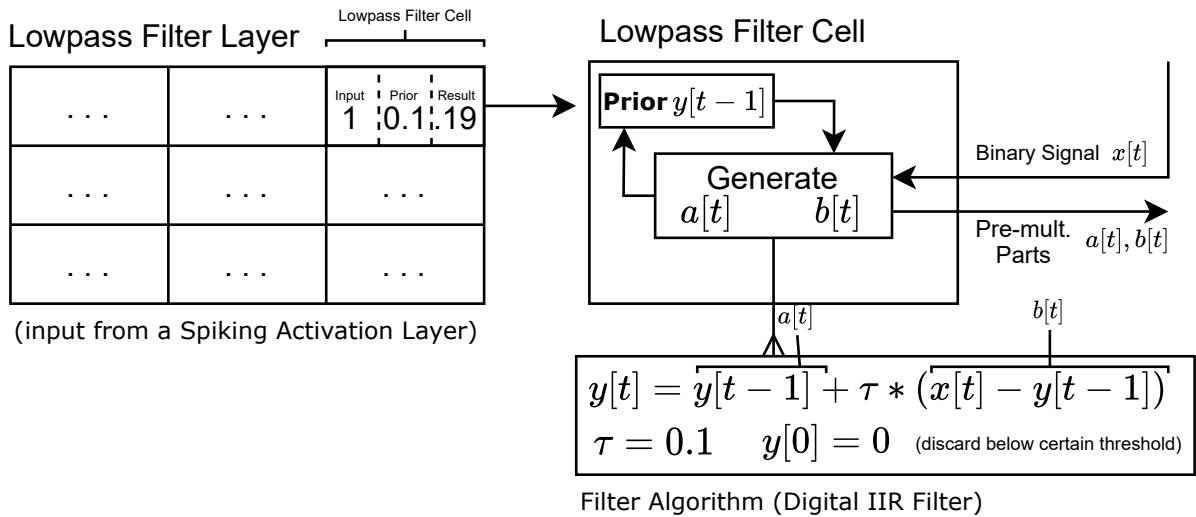 Lowpass Filter Layer
Lowpass Filter Cell
. . .
. . .
Input Prior Result
1 0.1 .19
. . .
. . .
. . .
. . .
. . .
. . .
(input from a Spiking Activation Layer)
Lowpass Filter Cell
Prior y[t − 1]
Generate
a[t] b[t]
Binary Signal x[t]
Pre-mult. Parts a[t], b[t]
a[t]
b[t]
y[t] = y[t − 1] + τ ∗ (x[t] − y[t − 1])
τ = 0.1 y[0] = 0 (discard below certain threshold)
Filter Algorithm (Digital IIR Filter)